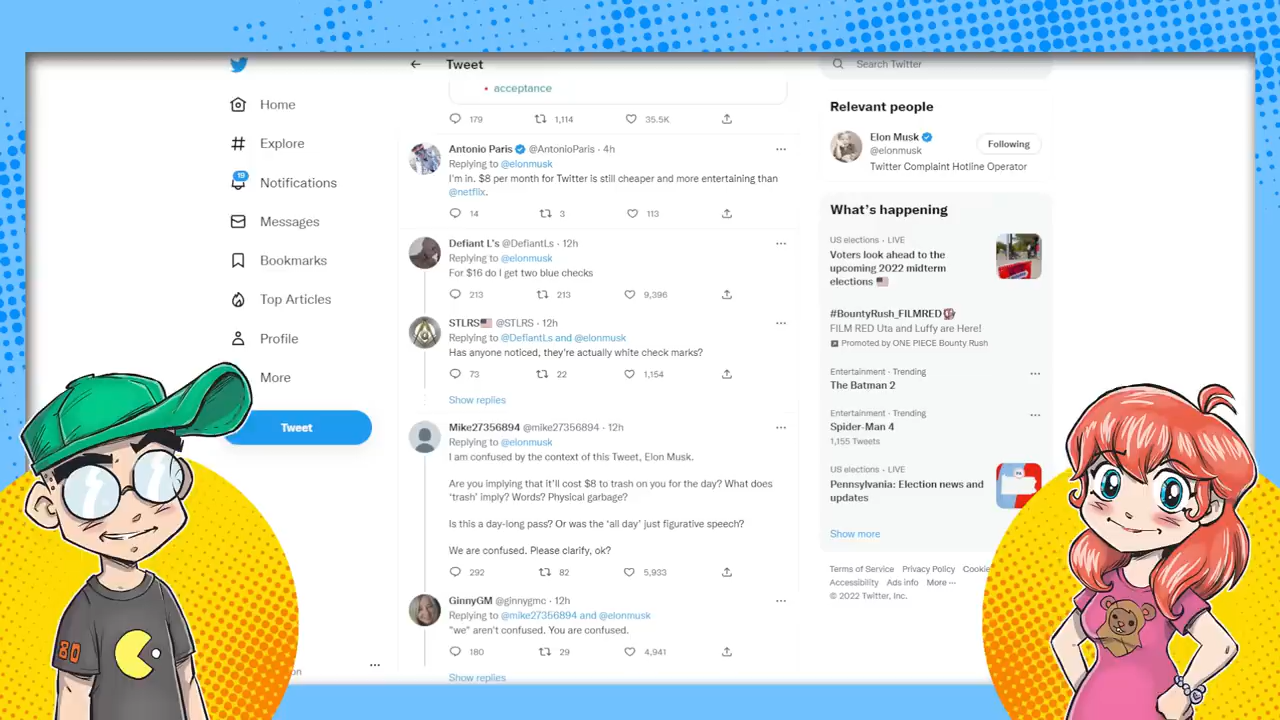 Tweet
Search Twitter
Home
Explore
19
Notifications
Messages
Bookmarks
Top Articles
Profile
More
Tweet
on
...
• acceptance
179 1,114 35.5K
Antonio Paris @AntonioParis · 4h ...
Replying to @elonmusk
I'm in. $8 per month for Twitter is still cheaper and more entertaining than
@netflix.
14 3 113
Defiant L's @DefiantLs · 12h ...
Replying to @elonmusk
For $16 do I get two blue checks
213 213 9,396
STLRS @STLRS · 12h ...
Replying to @DefiantLs and @elonmusk
Has anyone noticed, they're actually white check marks?
73 22 1,154
Show replies
Mike27356894 @mike27356894 · 12h ...
Replying to @elonmusk
I am confused by the context of this Tweet, Elon Musk.
Are you implying that it'll cost $8 to trash on you for the day? What does
'trash' imply? Words? Physical garbage?
Is this a day-long pass? Or was the 'all day' just figurative speech?
We are confused. Please clarify, ok?
292 82 5,933
GinnyGM @ginnygmc · 12h ...
Replying to @mike27356894 and @elonmusk
"we" aren't confused. You are confused.
180 29 4,941
Show replies
Relevant people
Elon Musk
@elonmusk
Following
Twitter Complaint Hotline Operator
What's happening
US elections · LIVE
Voters look ahead to the
upcoming 2022 midterm
elections
#BountyRush_FILMRED
FILM RED Uta and Luffy are Here!
Promoted by ONE PIECE Bounty Rush
Entertainment · Trending ...
The Batman 2
Entertainment · Trending ...
Spider-Man 4
1,155 Tweets
US elections · LIVE
Pennsylvania: Election news and
updates
Show more
Terms of Service Privacy Policy Cookie
Accessibility Ads info More ...
© 2022 Twitter, Inc.
80